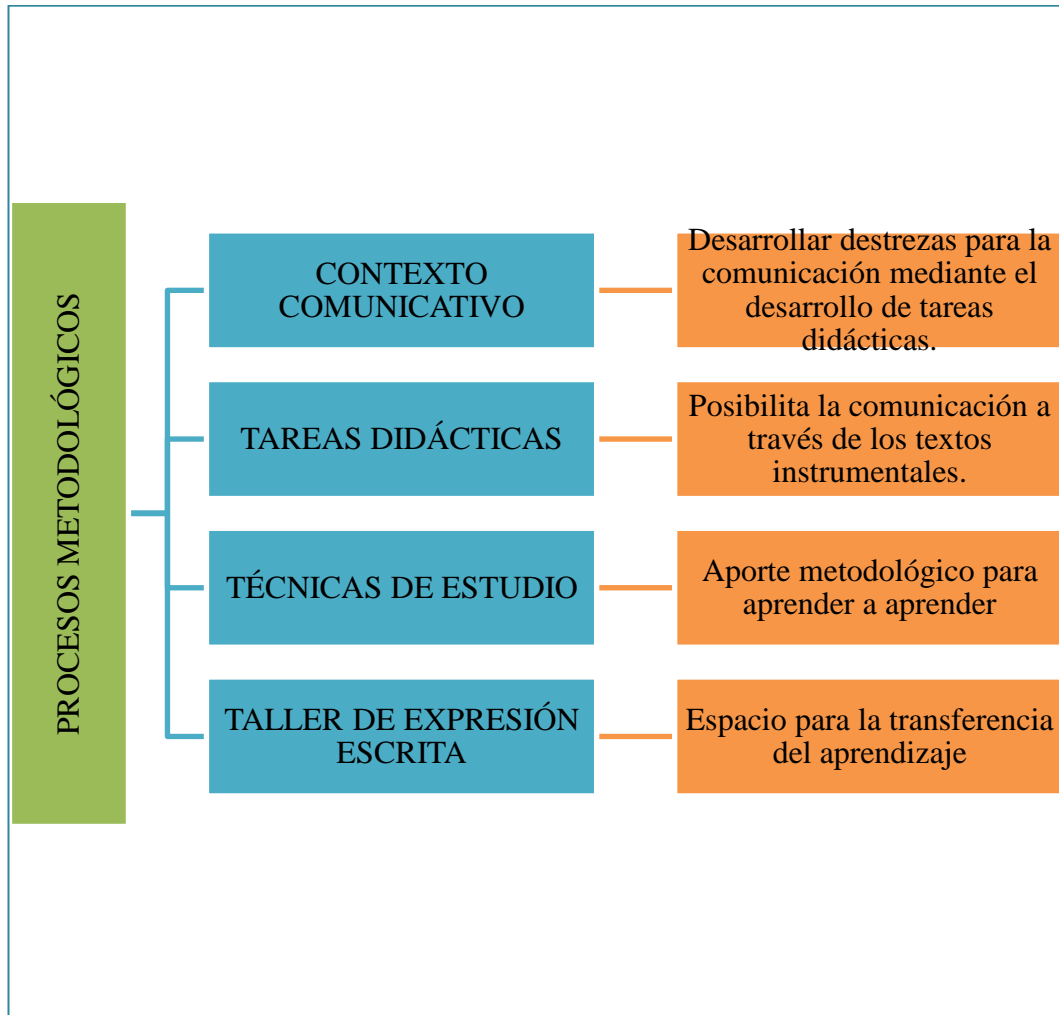 PROCESOS METODOLÓGICOS
CONTEXTO
COMUNICATIVO
Desarrollar destrezas para la
comunicación mediante el
desarrollo de tareas
didácticas.
TAREAS DIDÁCTICAS
Posibilita la comunicación a
través de los textos
instrumentales.
TÉCNICAS DE ESTUDIO
Aporte metodológico para
aprender a aprender
TALLER DE EXPRESIÓN
ESCRITA
Espacio para la transferencia
del aprendizaje